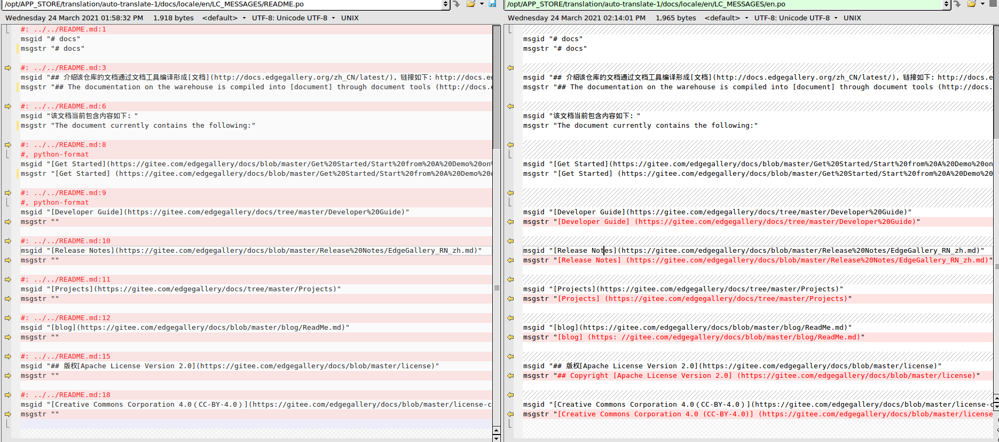 /opt/APP_STORE/translation/auto-translate-1/docs/locale/en/LC_MESSAGES/README.po
Wednesday 24 March 2021 01:58:32 PM 1,918 bytes <default> UTF-8: Unicode UTF-8 UNIX
#: ../../README.md:1
msgid "# docs"
msgstr "# docs"
#: ../../README.md:3
msgid "## 介绍该仓库的文档通过文档工具编译形成[文档](http://docs.edgegallery.org/zh_CN/latest/)，链接如下：http://docs.ed
msgstr "## The documentation on the warehouse is compiled into [document] through document tools (http://docs.e
#: ../../README.md:6
msgid "该文档当前包含内容如下："
msgstr "The document currently contains the following:"
#: ../../README.md:8
#, python-format
msgid "[Get Started](https://gitee.com/edgegallery/docs/blob/master/Get%20Started/Start%20from%20A%20Demo%20on%
msgstr "[Get Started] (https://gitee.com/edgegallery/docs/blob/master/Get%20Started/Start%20from%20A%20Demo%20o
#: ../../README.md:9
#, python-format
msgid "[Developer Guide](https://gitee.com/edgegallery/docs/tree/master/Developer%20Guide)"
msgstr ""
#: ../../README.md:10
msgid "[Release Notes](https://gitee.com/edgegallery/docs/blob/master/Release%20Notes/EdgeGallery_RN_zh.md)"
msgstr ""
#: ../../README.md:11
msgid "[Projects](https://gitee.com/edgegallery/docs/tree/master/Projects)"
msgstr ""
#: ../../README.md:12
msgid "[blog](https://gitee.com/edgegallery/docs/blob/master/blog/ReadMe.md)"
msgstr ""
#: ../../README.md:15
msgid "## 版权[Apache License Version 2.0](https://gitee.com/edgegallery/docs/blob/master/license)"
msgstr ""
#: ../../README.md:18
msgid "[Creative Commons Corporation 4.0（CC-BY-4.0）](https://gitee.com/edgegallery/docs/blob/master/license-c
msgstr ""
/opt/APP_STORE/translation/auto-translate-1/docs/locale/en/LC_MESSAGES/en.po
Wednesday 24 March 2021 02:14:01 PM 1,965 bytes <default> UTF-8: Unicode UTF-8 UNIX
msgid "# docs"
msgstr "# docs"
msgid "## 介绍该仓库的文档通过文档工具编译形成[文档](http://docs.edgegallery.org/zh_CN/latest/)，链接如下：http://docs.e
msgstr "## The documentation on the warehouse is compiled into [document] through document tools (http://docs.
msgid "该文档当前包含内容如下："
msgstr "The document currently contains the following:"
msgid "[Get Started](https://gitee.com/edgegallery/docs/blob/master/Get%20Started/Start%20from%20A%20Demo%20on
msgstr "[Get Started] (https://gitee.com/edgegallery/docs/blob/master/Get%20Started/Start%20from%20A%20Demo%20
msgid "[Developer Guide](https://gitee.com/edgegallery/docs/tree/master/Developer%20Guide)"
msgstr "[Developer Guide] (https://gitee.com/edgegallery/docs/tree/master/Developer%20Guide)"
msgid "[Release Notes](https://gitee.com/edgegallery/docs/blob/master/Release%20Notes/EdgeGallery_RN_zh.md)"
msgstr "[Release Notes] (https://gitee.com/edgegallery/docs/blob/master/Release%20Notes/EdgeGallery_RN_zh.md)"
msgid "[Projects](https://gitee.com/edgegallery/docs/tree/master/Projects)"
msgstr "[Projects] (https://gitee.com/edgegallery/docs/tree/master/Projects)"
msgid "[blog](https://gitee.com/edgegallery/docs/blob/master/blog/ReadMe.md)"
msgstr "[blog] (https: //gitee.com/edgegallery/docs/blob/master/blog/ReadMe.md)"
msgid "## 版权[Apache License Version 2.0](https://gitee.com/edgegallery/docs/blob/master/license)"
msgstr "## Copyright [Apache License Version 2.0] (https://gitee.com/edgegallery/docs/blob/master/license)"
msgid "[Creative Commons Corporation 4.0（CC-BY-4.0）](https://gitee.com/edgegallery/docs/blob/master/license-c
msgstr "[Creative Commons Corporation 4.0 (CC-BY-4.0)] (https://gitee.com/edgegallery/docs/blob/master/license